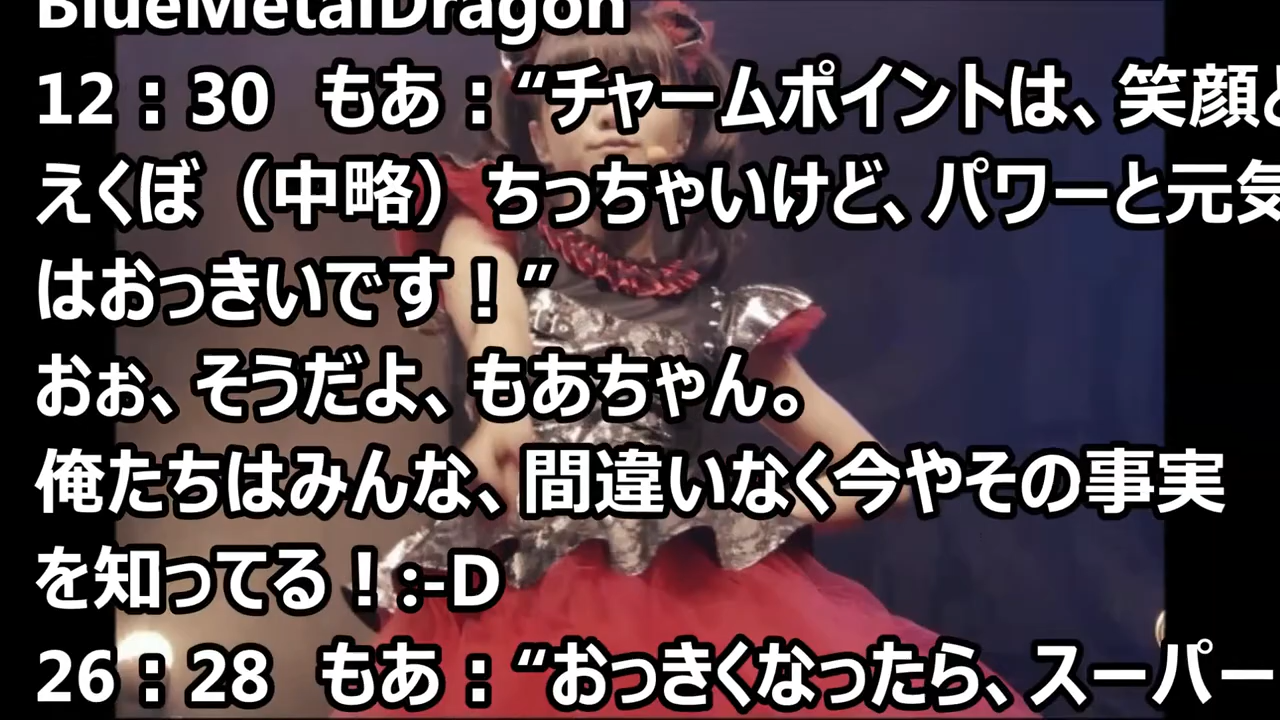 BlueMetalDragon
12：30　もあ：“チャームポイントは、笑顔と
えくぼ（中略）ちっちゃいけど、パワーと元気
はおっきいです！”
おぉ、そうだよ、もあちゃん。
俺たちはみんな、間違いなく今やその事実
を知ってる！:-D
26：28　もあ：“おっきくなったら、スーパー